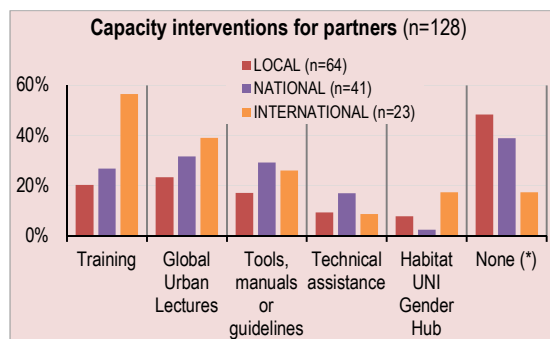 Capacity interventions for partners (n=128)
LOCAL (n=64)
NATIONAL (n=41)
INTERNATIONAL (n=23)
60%
40%
20%
0%
Training
Global
Urban
Lectures
Tools,
manuals
or
guidelines
Technical
assistance
Habitat
UNI
Gender
Hub
None (*)